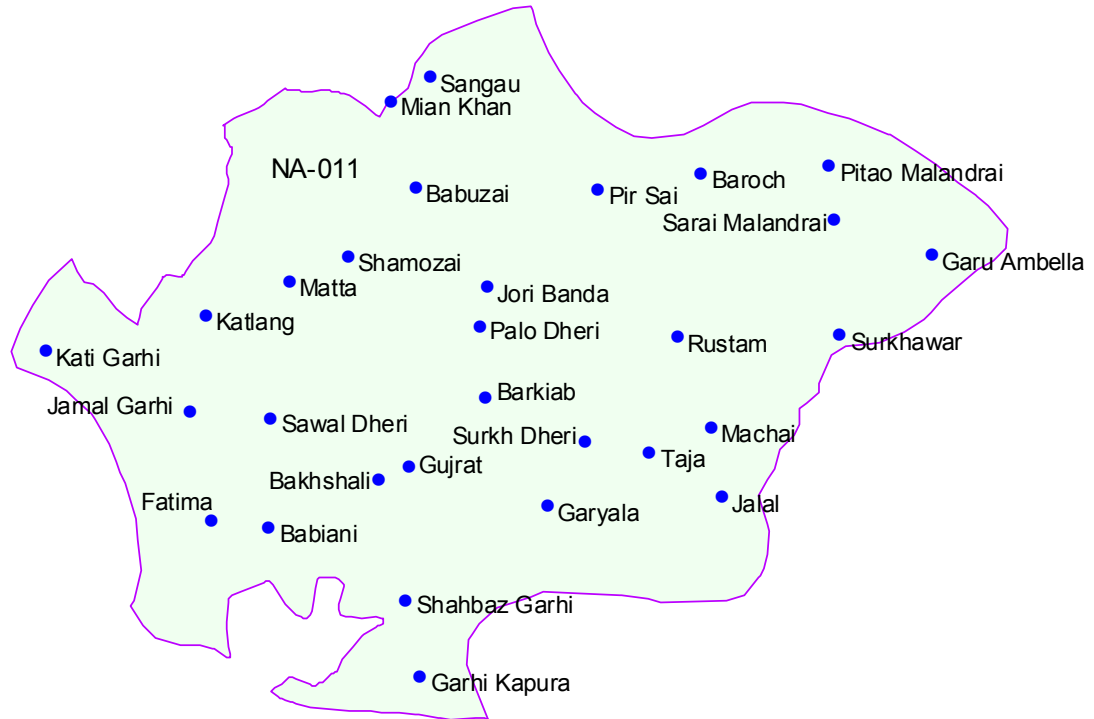 Sangau
Mian Khan
NA-011
Babuzai
Pir Sai
Baroch
Pitao Malandrai
Sarai Malandrai
Garu Ambella
Shamozai
Matta
Jori Banda
Katlang
Palo Dheri
Rustam
Surkhawar
Kati Garhi
Jamal Garhi
Barkiab
Sawal Dheri
Surkh Dheri
Machai
Taja
Gujrat
Bakhshali
Fatima
Jalal
Garyala
Babiani
Shahbaz Garhi
Garhi Kapura